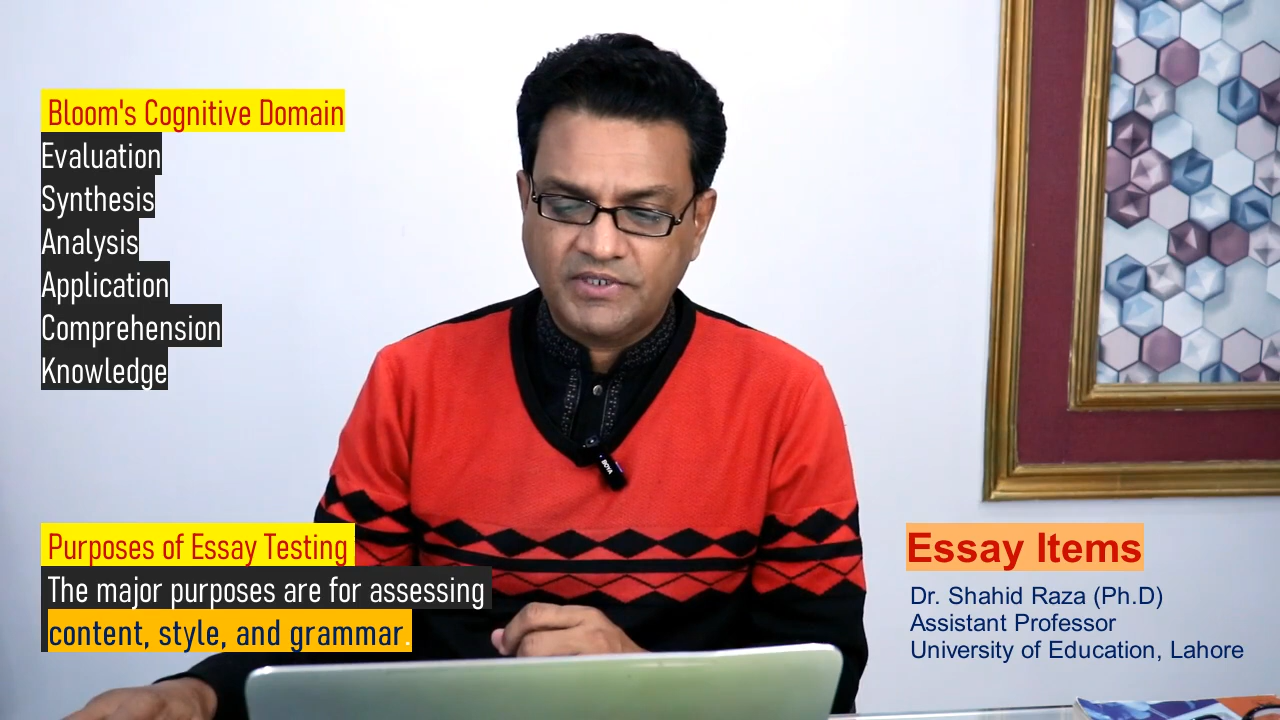 Bloom's Cognitive Domain
Evaluation
Synthesis
Analysis
Application
Comprehension
Knowledge
Purposes of Essay Testing
The major purposes are for assessing
content, style, and grammar.
BOYA
Essay Items
Dr. Shahid Raza (Ph.D)
Assistant Professor
University of Education, Lahore